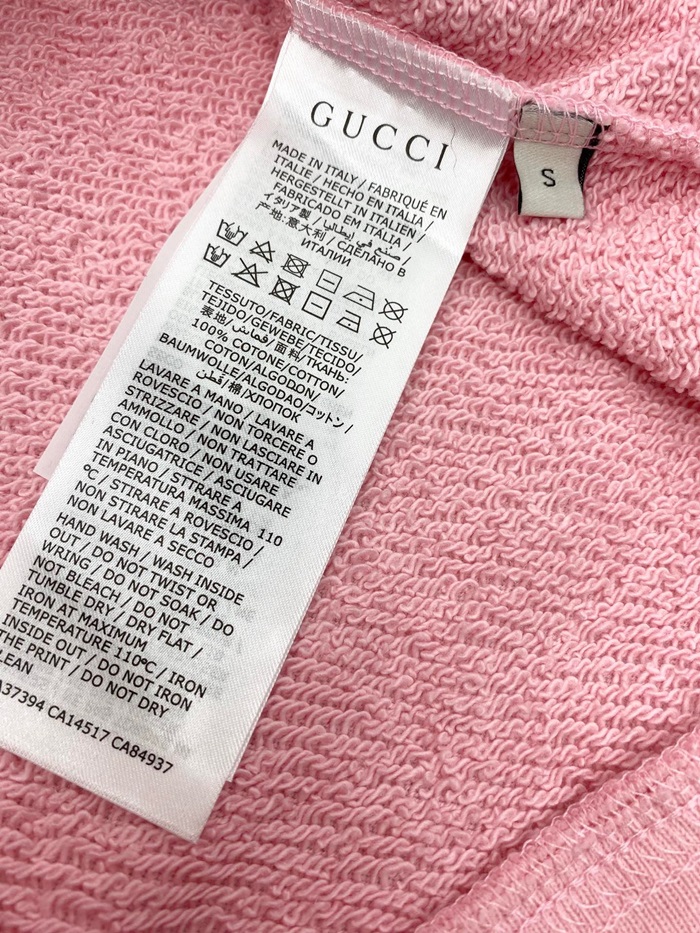 GUCCI
S
MADE IN ITALY / FABRIQUÉ EN
ITALIE / HECHO EN ITALIA /
HERGESTELLT IN ITALIEN /
FABRICADO EM ITALIA /
イタリア製 / صنع في إيطاليا /
产地:意大利 / СДЕЛАНО В
ИТАЛИИ
TESSUTO/FABRIC/TISSU/
TEJIDO/GEWEBE/TECIDO/
表地/قماش/面料/ТКАНЬ:
100% COTONE/COTTON/
COTON/ALGODÓN/
BAUMWOLLE/ALGODAO/コットン/
قطن/棉/ХЛОПОК
LAVARE A MANO / LAVARE A
ROVESCIO / NON TORCERE O
STRIZZARE / NON LASCIARE IN
AMMOLLO / NON TRATTARE
CON CLORO / NON USARE
ASCIUGATRICE / ASCIUGARE
IN PIANO / STIRARE A
TEMPERATURA MASSIMA 110
ºC / STIRARE A ROVESCIO /
NON STIRARE LA STAMPA /
NON LAVARE A SECCO
HAND WASH / WASH INSIDE
OUT / DO NOT TWIST OR
WRING / DO NOT SOAK / DO
NOT BLEACH / DO NOT
TUMBLE DRY / DRY FLAT /
IRON AT MAXIMUM
TEMPERATURE 110ºC / IRON
INSIDE OUT / DO NOT IRON
THE PRINT / DO NOT DRY
LEAN
A37394 CA14517 CA84937